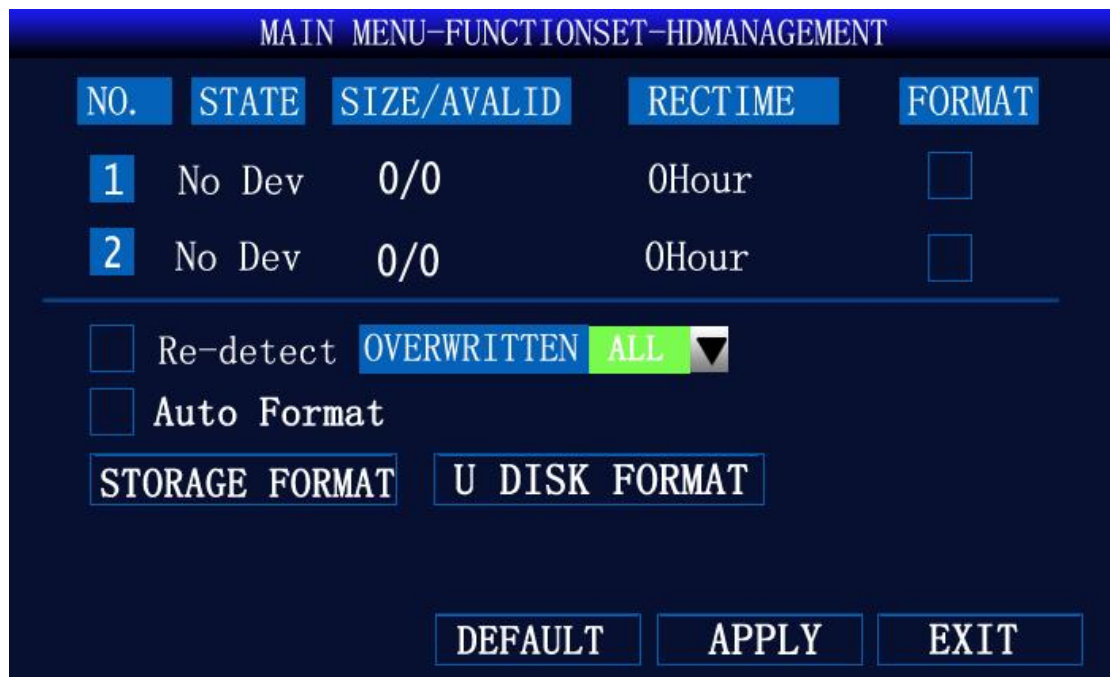 MAIN MENU-FUNCTIONSET-HDMANAGEMENT
NO. STATE SIZE/AVALID RECTIME FORMAT
1 No Dev 0/0 0Hour
2 No Dev 0/0 0Hour
Re-detect OVERWRITTEN ALL
Auto Format
STORAGE FORMAT U DISK FORMAT
DEFAULT APPLY EXIT